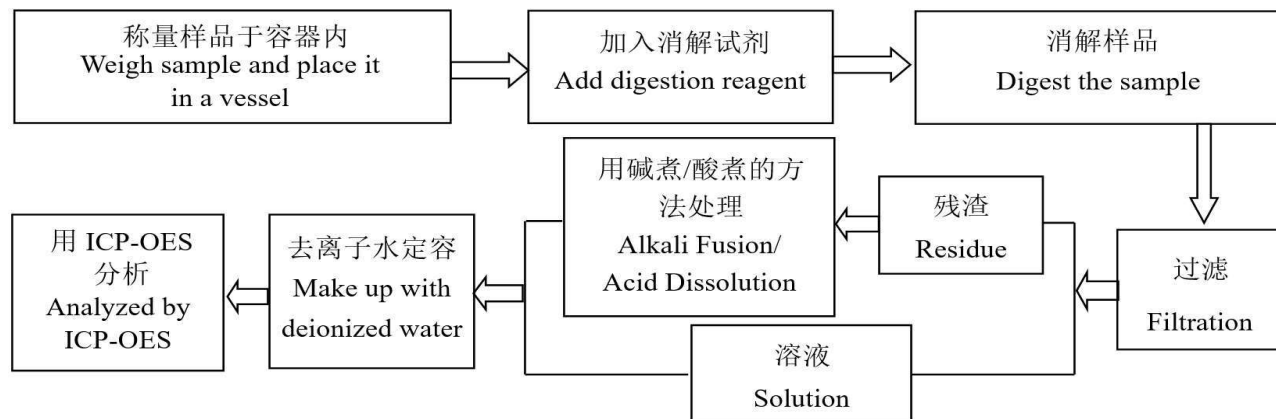 称量样品于容器内
Weigh sample and place it
in a vessel
加入消解试剂
Add digestion reagent
消解样品
Digest the sample
过滤
Filtration
残渣
Residue
用碱煮/酸煮的方
法处理
Alkali Fusion/
Acid Dissolution
溶液
Solution
去离子水定容
Make up with
deionized water
用 ICP-OES
分析
Analyzed by
ICP-OES